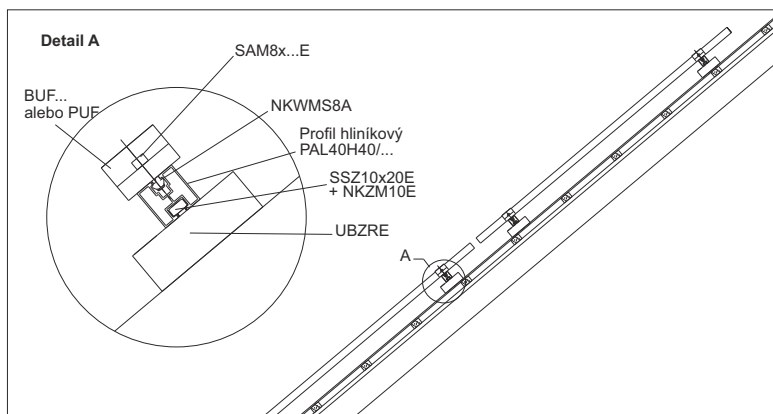 Detail A
SAM8x...E
BUF...
alebo PUF
NKWMS8A
Profil hliníkový
PAL40H40/...
SSZ10x20E
+ NKZM10E
UBZRE
A